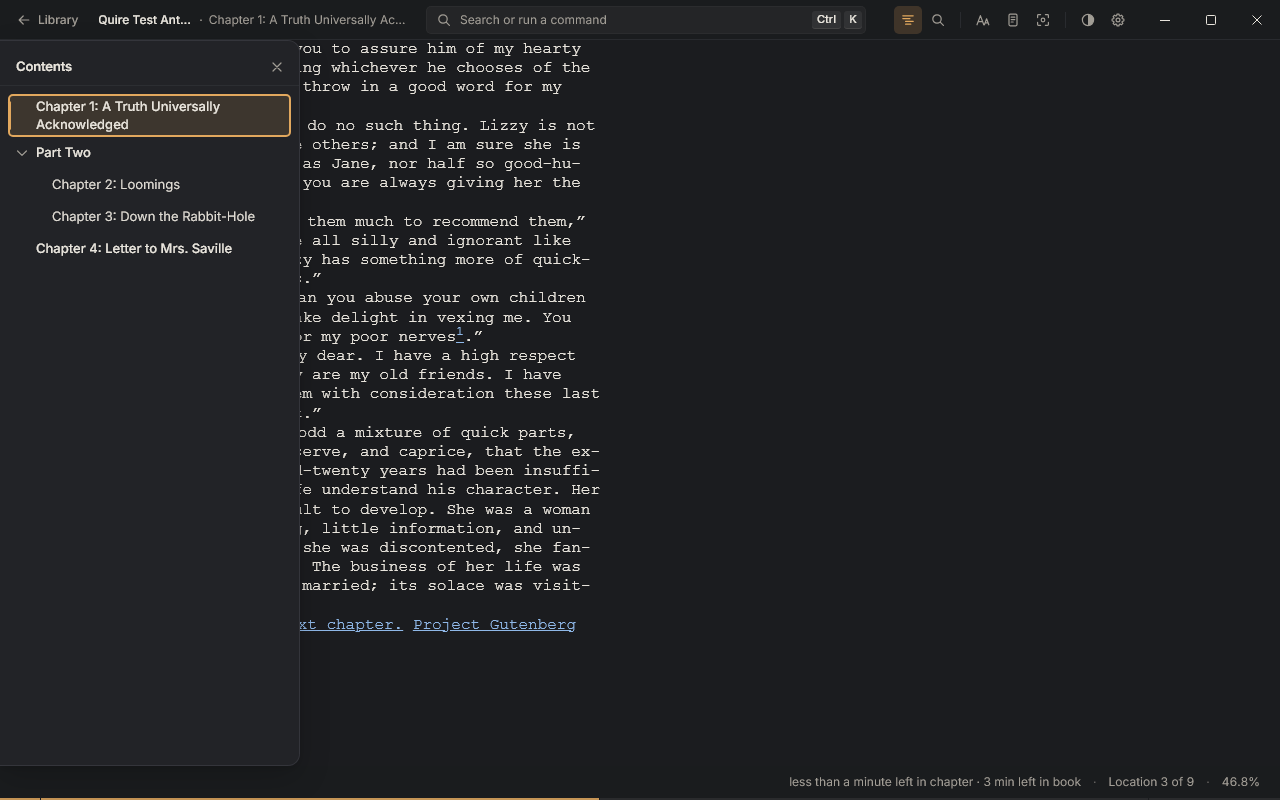 Library
Quire Test Ant... · Chapter 1: A Truth Universally Ac...
Search or run a command
Ctrl K
Contents
Chapter 1: A Truth Universally
Acknowledged
Part Two
Chapter 2: Loomings
Chapter 3: Down the Rabbit-Hole
Chapter 4: Letter to Mrs. Saville
you to assure him of my hearty
ing whichever he chooses of the
throw in a good word for my
do no such thing. Lizzy is not
others; and I am sure she is
as Jane, nor half so good-hu-
you are always giving her the
them much to recommend them,”
all silly and ignorant like
zy has something more of quick-
.”
an you abuse your own children
ake delight in vexing me. You
or my poor nerves1.”
y dear. I have a high respect
y are my old friends. I have
em with consideration these last
.”
odd a mixture of quick parts,
serve, and caprice, that the ex-
d-twenty years had been insuffi-
fe understand his character. Her
ult to develop. She was a woman
g, little information, and un-
she was discontented, she fan-
The business of her life was
married; its solace was visit-
xt chapter. Project Gutenberg
less than a minute left in chapter · 3 min left in book · Location 3 of 9 · 46.8%